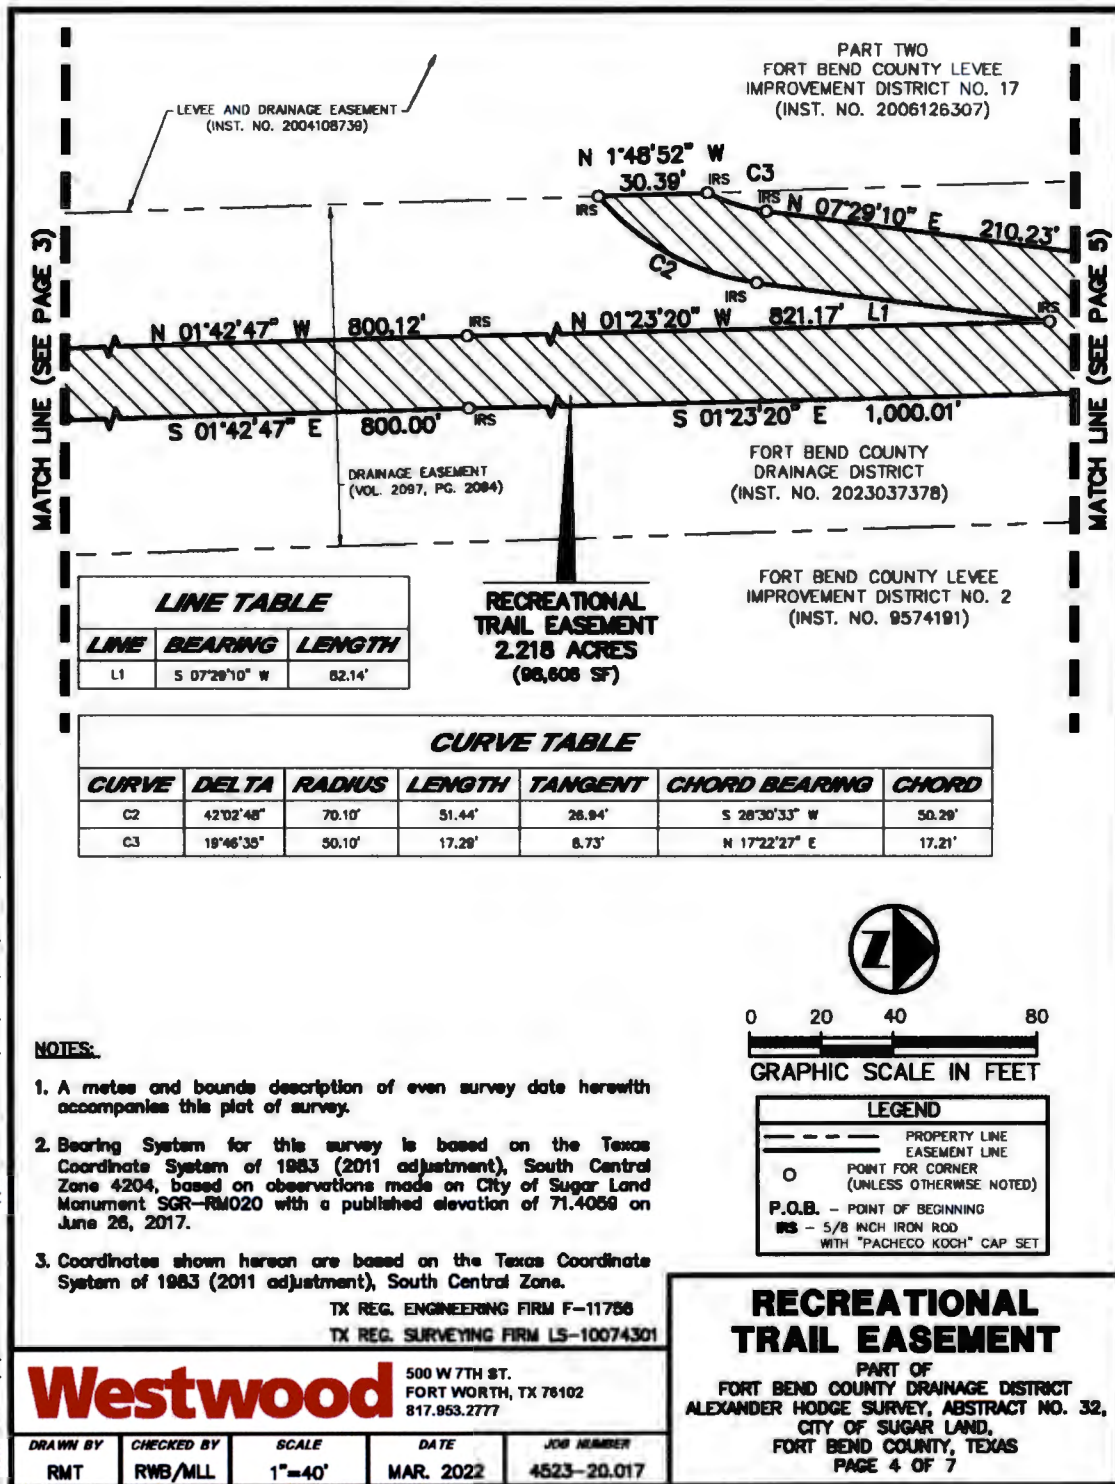 PART TWO
FORT BEND COUNTY LEVEE
IMPROVEMENT DISTRICT NO. 17
(INST. NO. 2006126307)
LEVEE AND DRAINAGE EASEMENT
(INST. NO. 2004108739)
N 1°48'52" W
30.39'
IRS
C3
IRS
IRS
N 07°29'10" E
210.23'
C2
IRS
MATCH LINE (SEE PAGE 3)
MATCH LINE (SEE PAGE 5)
N 01°42'47" W
800.12'
IRS
N 01°23'20" W
821.17'
L1
IRS
S 01°42'47" E
800.00'
IRS
S 01°23'20" E
1,000.01'
DRAINAGE EASEMENT
(VOL. 2097, PG. 2084)
FORT BEND COUNTY
DRAINAGE DISTRICT
(INST. NO. 2023037378)
FORT BEND COUNTY LEVEE
IMPROVEMENT DISTRICT NO. 2
(INST. NO. 9574191)
RECREATIONAL
TRAIL EASEMENT
2.218 ACRES
(96,606 SF)
LINE TABLE
LINE BEARING LENGTH
L1 S 07°29'10" W 82.14'
CURVE TABLE
CURVE DELTA RADIUS LENGTH TANGENT CHORD BEARING CHORD
C2 42°02'48" 70.10' 51.44' 26.94' S 28°30'33" W 50.29'
C3 19°46'35" 50.10' 17.29' 8.73' N 17°22'27" E 17.21'
Z
0 20 40 80
GRAPHIC SCALE IN FEET
LEGEND
PROPERTY LINE
EASEMENT LINE
POINT FOR CORNER
(UNLESS OTHERWISE NOTED)
P.O.B. – POINT OF BEGINNING
IRS – 5/8 INCH IRON ROD
WITH "PACHECO KOCH" CAP SET
NOTES:
1. A metes and bounds description of even survey date herewith
accompanies this plat of survey.
2. Bearing System for this survey is based on the Texas
Coordinate System of 1983 (2011 adjustment), South Central
Zone 4204, based on observations made on City of Sugar Land
Monument SGR-RM020 with a published elevation of 71.4059 on
June 26, 2017.
3. Coordinates shown hereon are based on the Texas Coordinate
System of 1983 (2011 adjustment), South Central Zone.
TX REG. ENGINEERING FIRM F-11756
TX REG. SURVEYING FIRM LS-10074301
Westwood
500 W 7TH ST.
FORT WORTH, TX 76102
817.953.2777
DRAWN BY CHECKED BY SCALE DATE JOB NUMBER
RMT RWB/MLL 1"=40' MAR. 2022 4523-20.017
RECREATIONAL
TRAIL EASEMENT
PART OF
FORT BEND COUNTY DRAINAGE DISTRICT
ALEXANDER HODGE SURVEY, ABSTRACT NO. 32,
CITY OF SUGAR LAND,
FORT BEND COUNTY, TEXAS
PAGE 4 OF 7